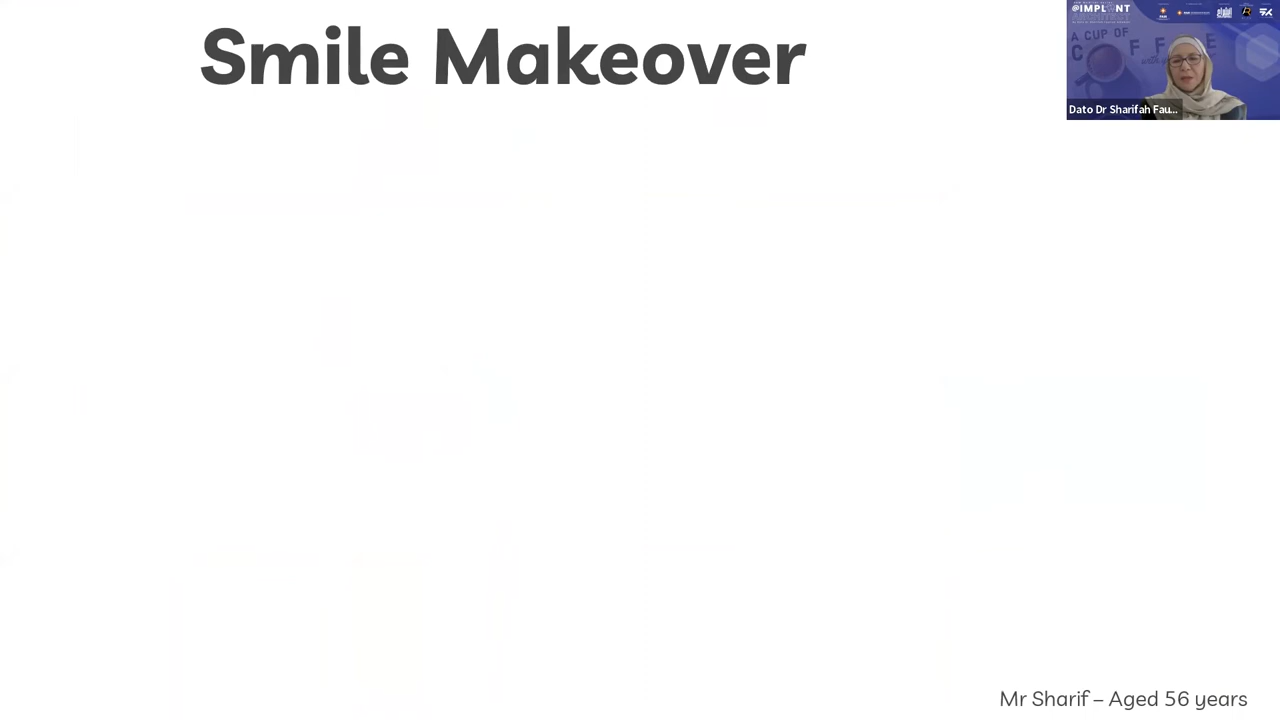 Smile Makeover
@IMPLANT
A CUP OF
Dato Dr Sharifah Fau...
Mr Sharif – Aged 56 years